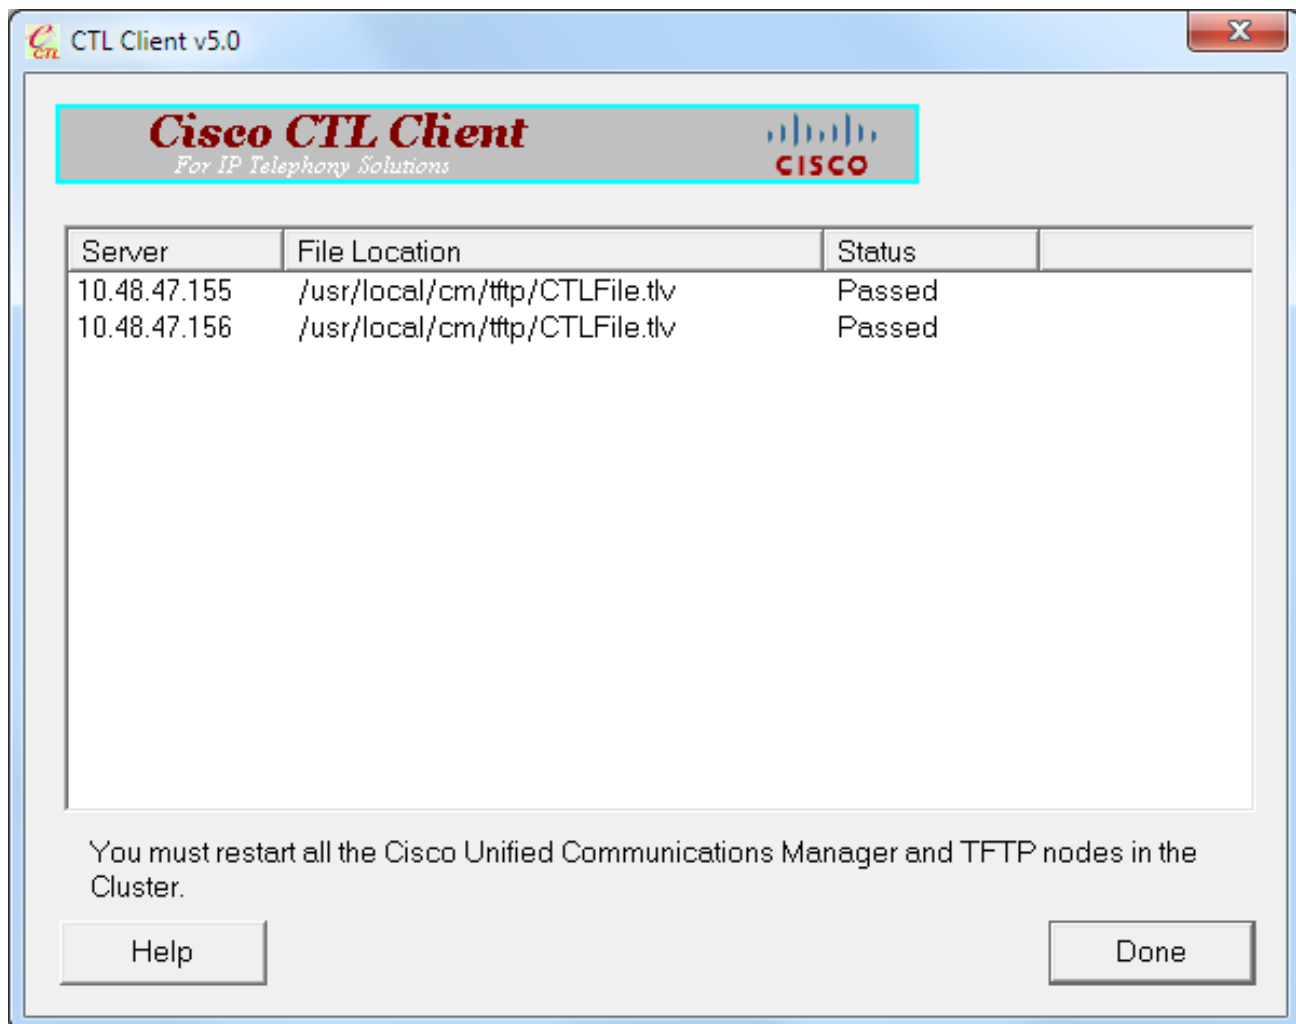 CTL Client v5.0
Cisco CTL Client
For IP Telephony Solutions
CISCO
Server File Location Status
10.48.47.155 /usr/local/cm/tftp/CTLFile.tlv Passed
10.48.47.156 /usr/local/cm/tftp/CTLFile.tlv Passed
You must restart all the Cisco Unified Communications Manager and TFTP nodes in the
Cluster.
Help Done